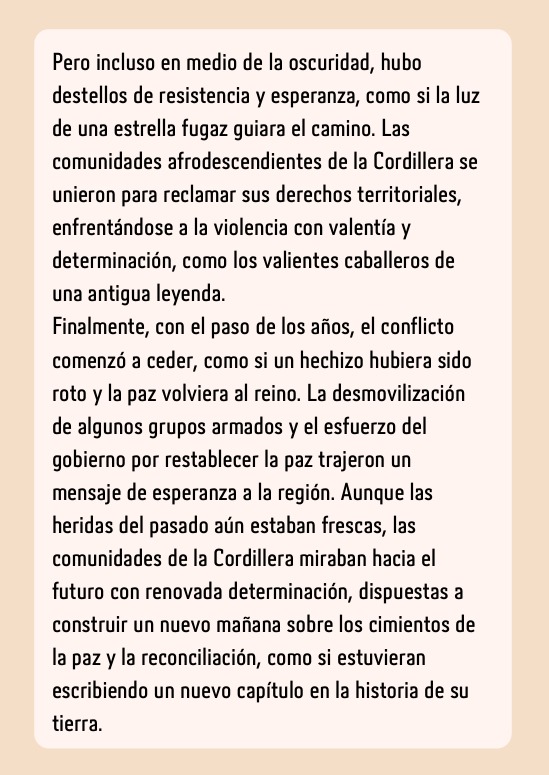 Pero incluso en medio de la oscuridad, hubo
destellos de resistencia y esperanza, como si la luz
de una estrella fugaz guiara el camino. Las
comunidades afrodescendientes de la Cordillera se
unieron para reclamar sus derechos territoriales,
enfrentándose a la violencia con valentía y
determinación, como los valientes caballeros de
una antigua leyenda.
Finalmente, con el paso de los años, el conflicto
comenzó a ceder, como si un hechizo hubiera sido
roto y la paz volviera al reino. La desmovilización
de algunos grupos armados y el esfuerzo del
gobierno por restablecer la paz trajeron un
mensaje de esperanza a la región. Aunque las
heridas del pasado aún estaban frescas, las
comunidades de la Cordillera miraban hacia el
futuro con renovada determinación, dispuestas a
construir un nuevo mañana sobre los cimientos de
la paz y la reconciliación, como si estuvieran
escribiendo un nuevo capítulo en la historia de su
tierra.